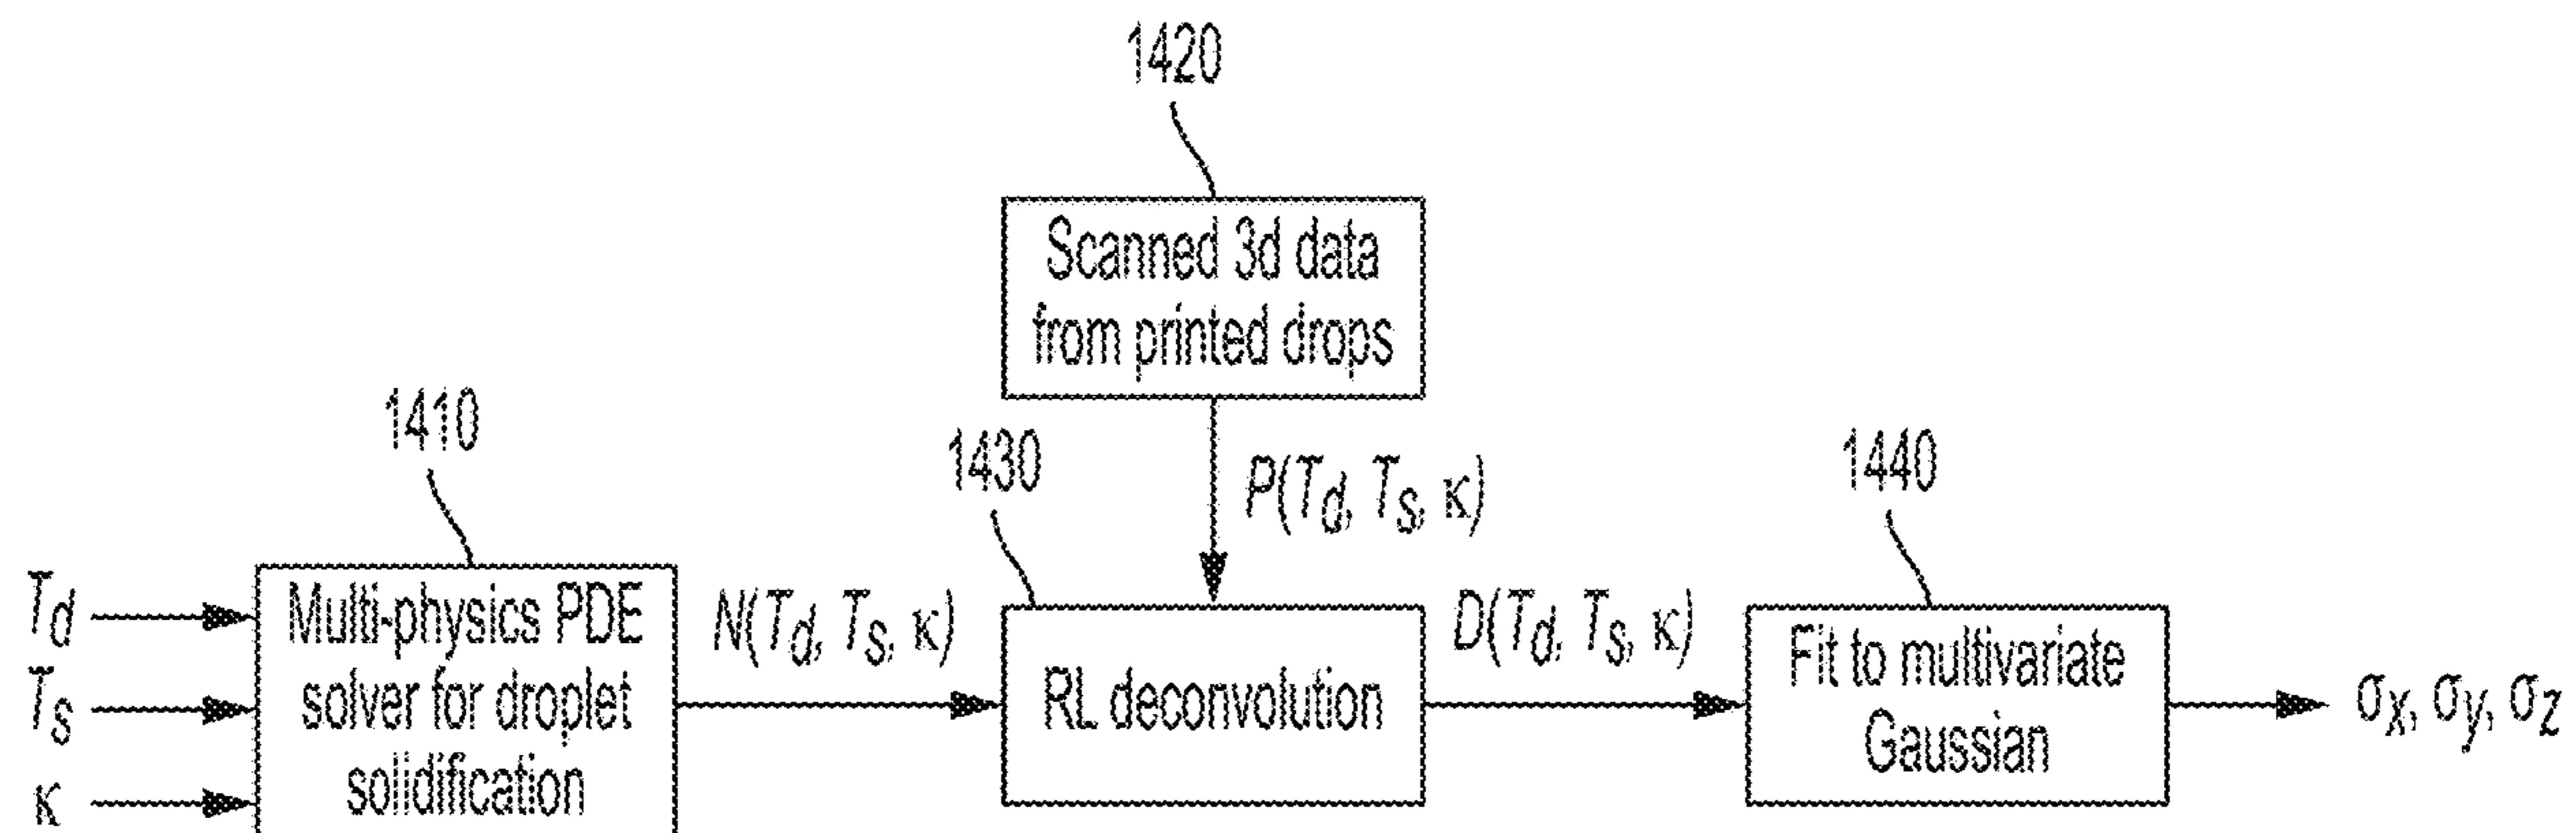 1420
Scanned 3d data
from printed drops
1410
1430
P(Td, Ts, κ)
1440
Td
Ts
κ
Multi-physics PDE
solver for droplet
solidification
N(Td, Ts, κ)
RL deconvolution
D(Td, Ts, κ)
Fit to multivariate
Gaussian
σx, σy, σz